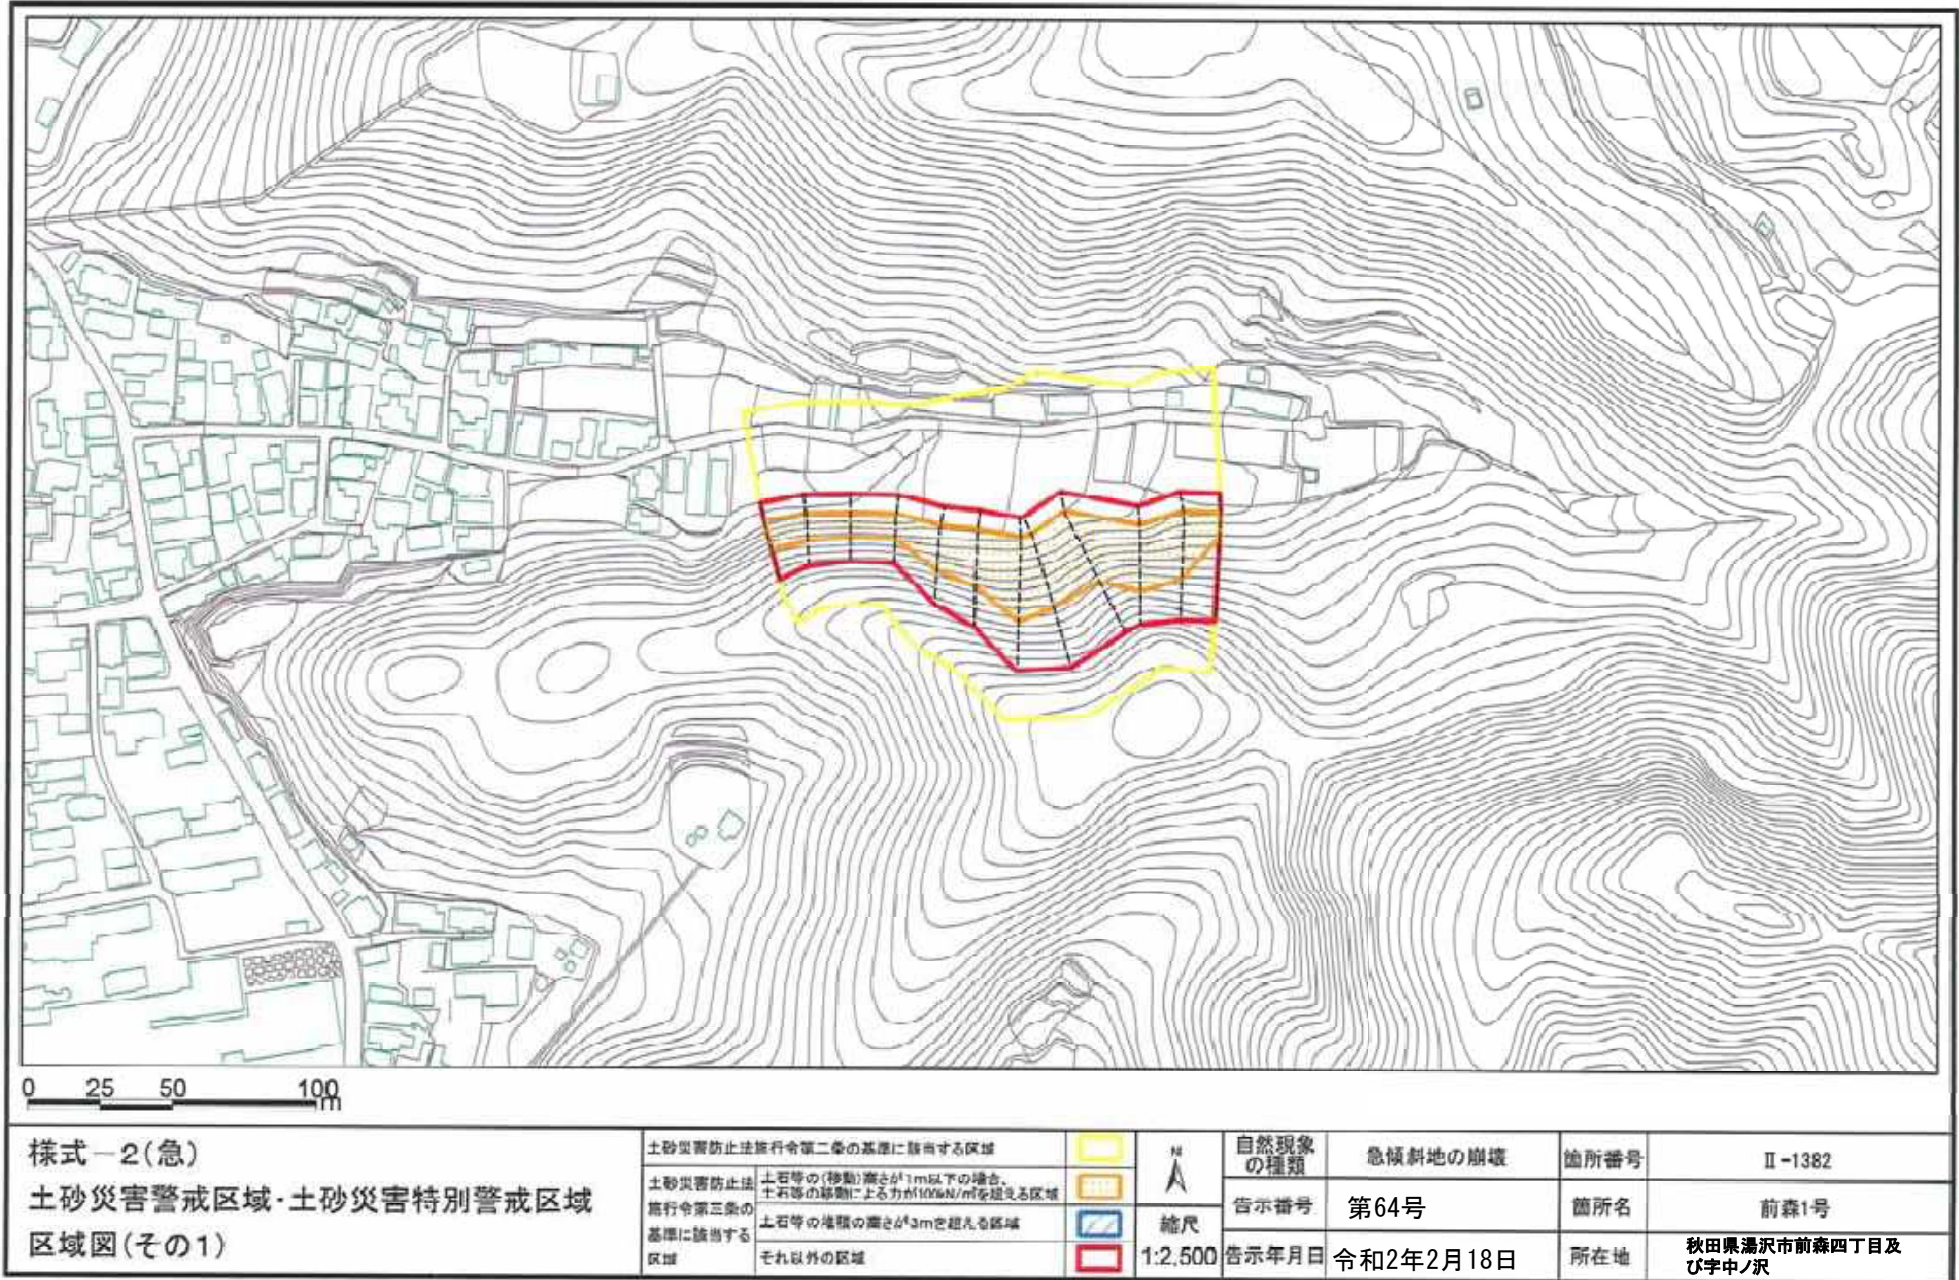 0 25 50 100
m
様式－2(急)
土砂災害警戒区域･土砂災害特別警戒区域
区域図(その1)
土砂災害防止法施行令第二条の基準に該当する区域
土砂災害防止法
施行令第三条の
基準に該当する
区域
土石等の(移動)高さが1m以下の場合、
土石等の移動による力が100kN/㎡を超える区域
土石等の堆積の高さが3mを超える区域
それ以外の区域
N
縮尺
1:2,500
自然現象
の種類
急傾斜地の崩壊
箇所番号
Ⅱ-1382
告示番号
第64号
箇所名
前森1号
告示年月日
令和2年2月18日
所在地
秋田県湯沢市前森四丁目及
び字中ノ沢